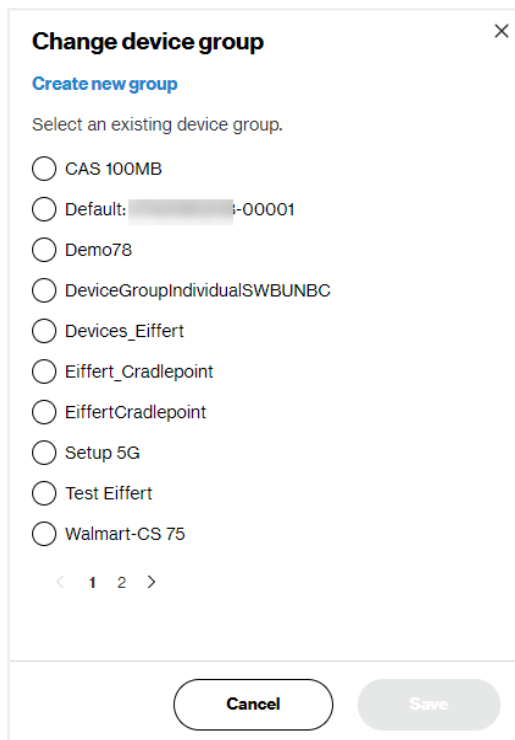 Change device group
Create new group
Select an existing device group.
CAS 100MB
Default: -00001
Demo78
DeviceGroupIndividualSWBUNBC
Devices_Eiffert
Eiffert_Cradlepoint
EiffertCradlepoint
Setup 5G
Test Eiffert
Walmart-CS 75
1 2
Cancel Save